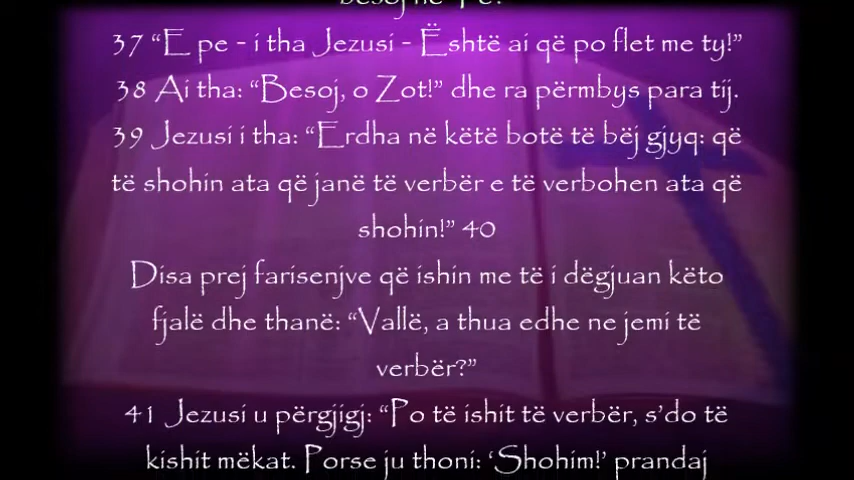 besoj në Të?"
37 “E pe - i tha Jezusi - Është ai që po flet me ty!”
38 Ai tha: “Besoj, o Zot!” dhe ra përmbys para tij.
39 Jezusi i tha: “Erdha në këtë botë të bëj gjyq: që
të shohin ata që janë të verbër e të verbohen ata që
shohin!” 40
Disa prej farisenjve që ishin me të i dëgjuan këto
fjalë dhe thanë: “Vallë, a thua edhe ne jemi të
verbër?”
41 Jezusi u përgjigj: “Po të ishit të verbër, s’do të
kishit mëkat. Porse ju thoni: ‘Shohim!’ prandaj